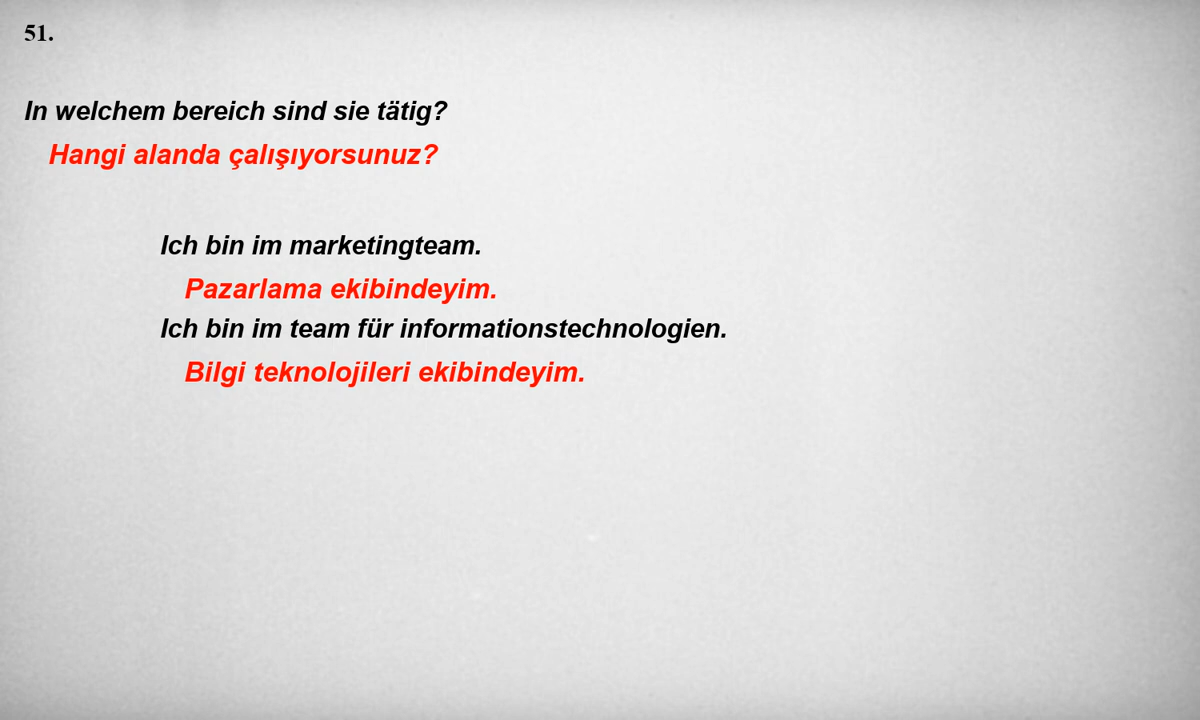 51.
In welchem bereich sind sie tätig?
Hangi alanda çalışıyorsunuz?
Ich bin im marketingteam.
Pazarlama ekibindeyim.
Ich bin im team für informationstechnologien.
Bilgi teknolojileri ekibindeyim.